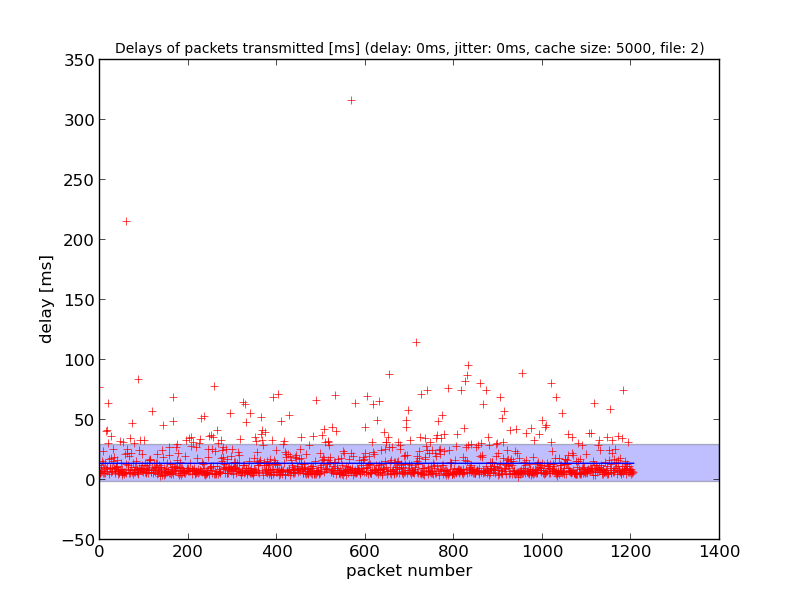 Delays of packets transmitted [ms] (delay: 0ms, jitter: 0ms, cache size: 5000, file: 2)
350
300
250
200
150
100
50
0
−50
delay [ms]
0 200 400 600 800 1000 1200 1400
packet number